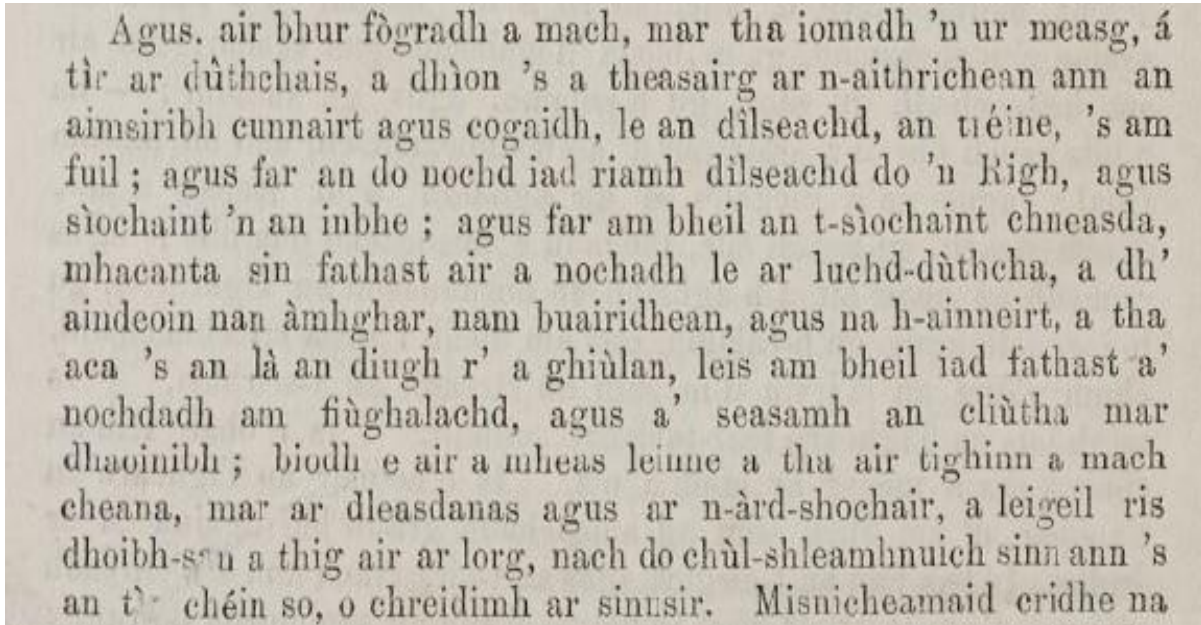 Agus. air bhur fògradh a mach, mar tha iomadh 'n ur measg, á
tìr ar dùthchais, a dhìon 's a theasairg ar n-aithrichean ann an
aimsiribh cunnairt agus cogaidh, le an dìlseachd, an tréine, 's am
fuil ; agus far an do nochd iad riamh dìlseachd do 'n Righ, agus
sìochaint 'n an inbhe ; agus far am bheil an t-sìochaint chneasda,
mhacanta sin fathast air a nochadh le ar luchd-dùthcha, a dh'
aindeoin nan àmhghar, nam buairidhean, agus na h-ainneirt, a tha
aca 's an là an diugh r' a ghiùlan, leis am bheil iad fathast a'
nochdadh am fiùghalachd, agus a' seasamh an cliùtha mar
dhaoinibh ; biodh e air a mheas leinne a tha air tighinn a mach
cheana, mar ar dleasdanas agus ar n-àrd-shochair, a leigeil ris
dhoibh-san a thig air ar lorg, nach do chùl-shleamhnuich sinn ann 's
an tìr chéin so, o chreidimh ar sinnsir. Misnicheamaid cridhe na